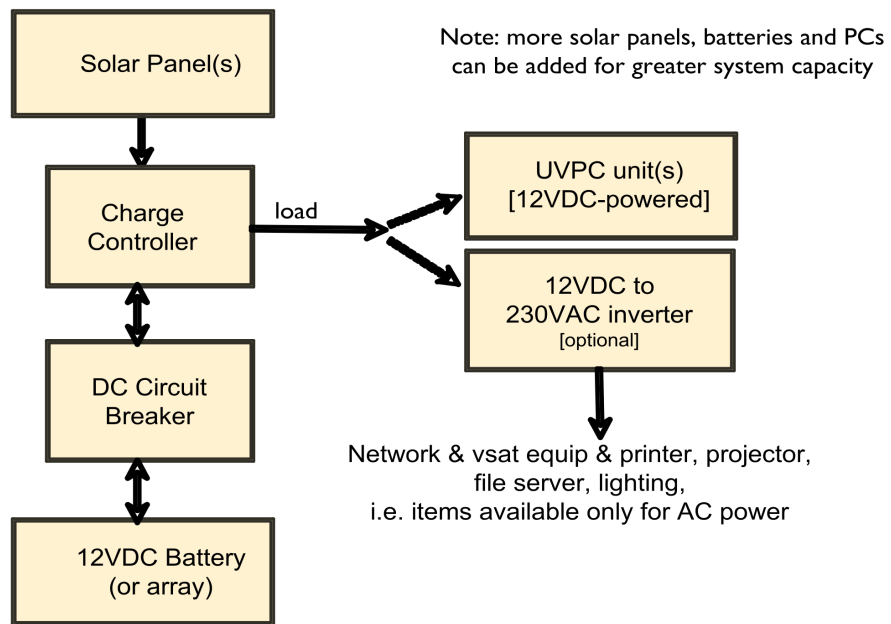 Solar Panel(s)
Note: more solar panels, batteries and PCs
can be added for greater system capacity
Charge
Controller
load
UVPC unit(s)
[12VDC-powered]
12VDC to
230VAC inverter
[optional]
DC Circuit
Breaker
Network & vsat equip & printer, projector,
file server, lighting,
i.e. items available only for AC power
12VDC Battery
(or array)